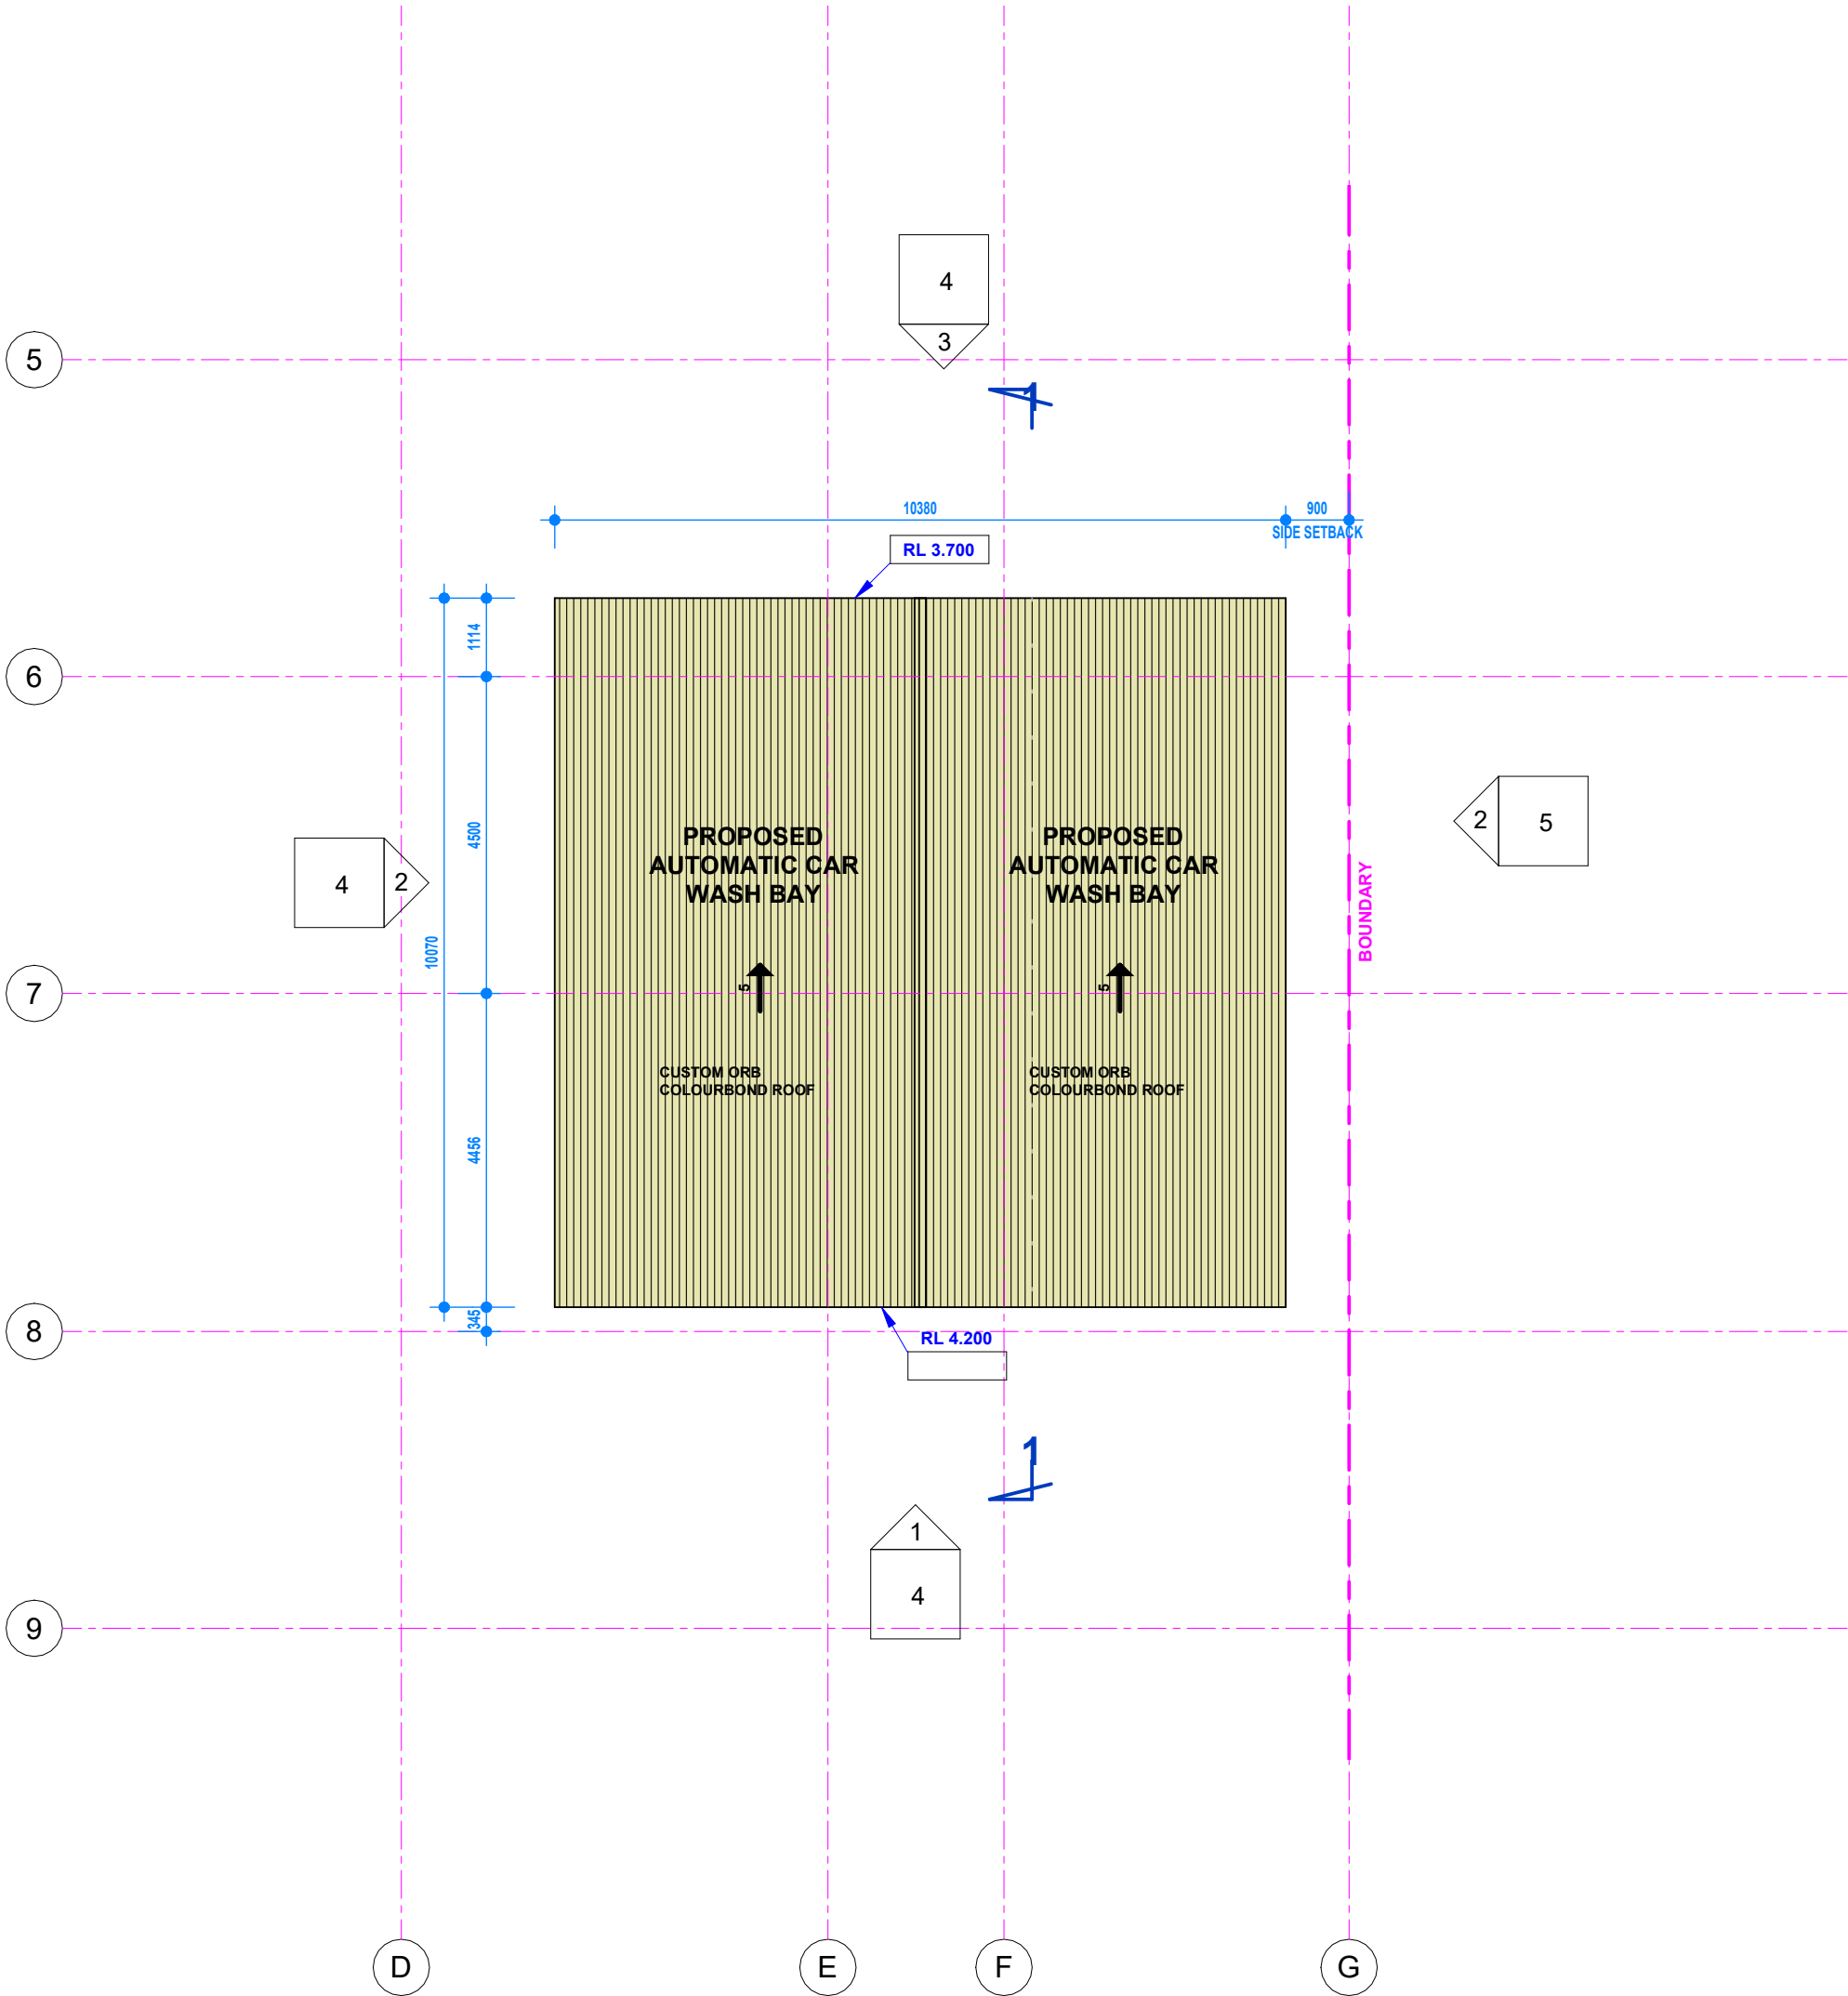 4
3
5
1
10380
900
SIDE SETBACK
RL 3.700
1114
6
4500
PROPOSED
AUTOMATIC CAR
WASH BAY
PROPOSED
AUTOMATIC CAR
WASH BAY
2
5
4
2
BOUNDARY
10070
7
5
5
CUSTOM ORB
COLOURBOND ROOF
CUSTOM ORB
COLOURBOND ROOF
4456
345
8
RL 4.200
1
1
4
9
D
E
F
G